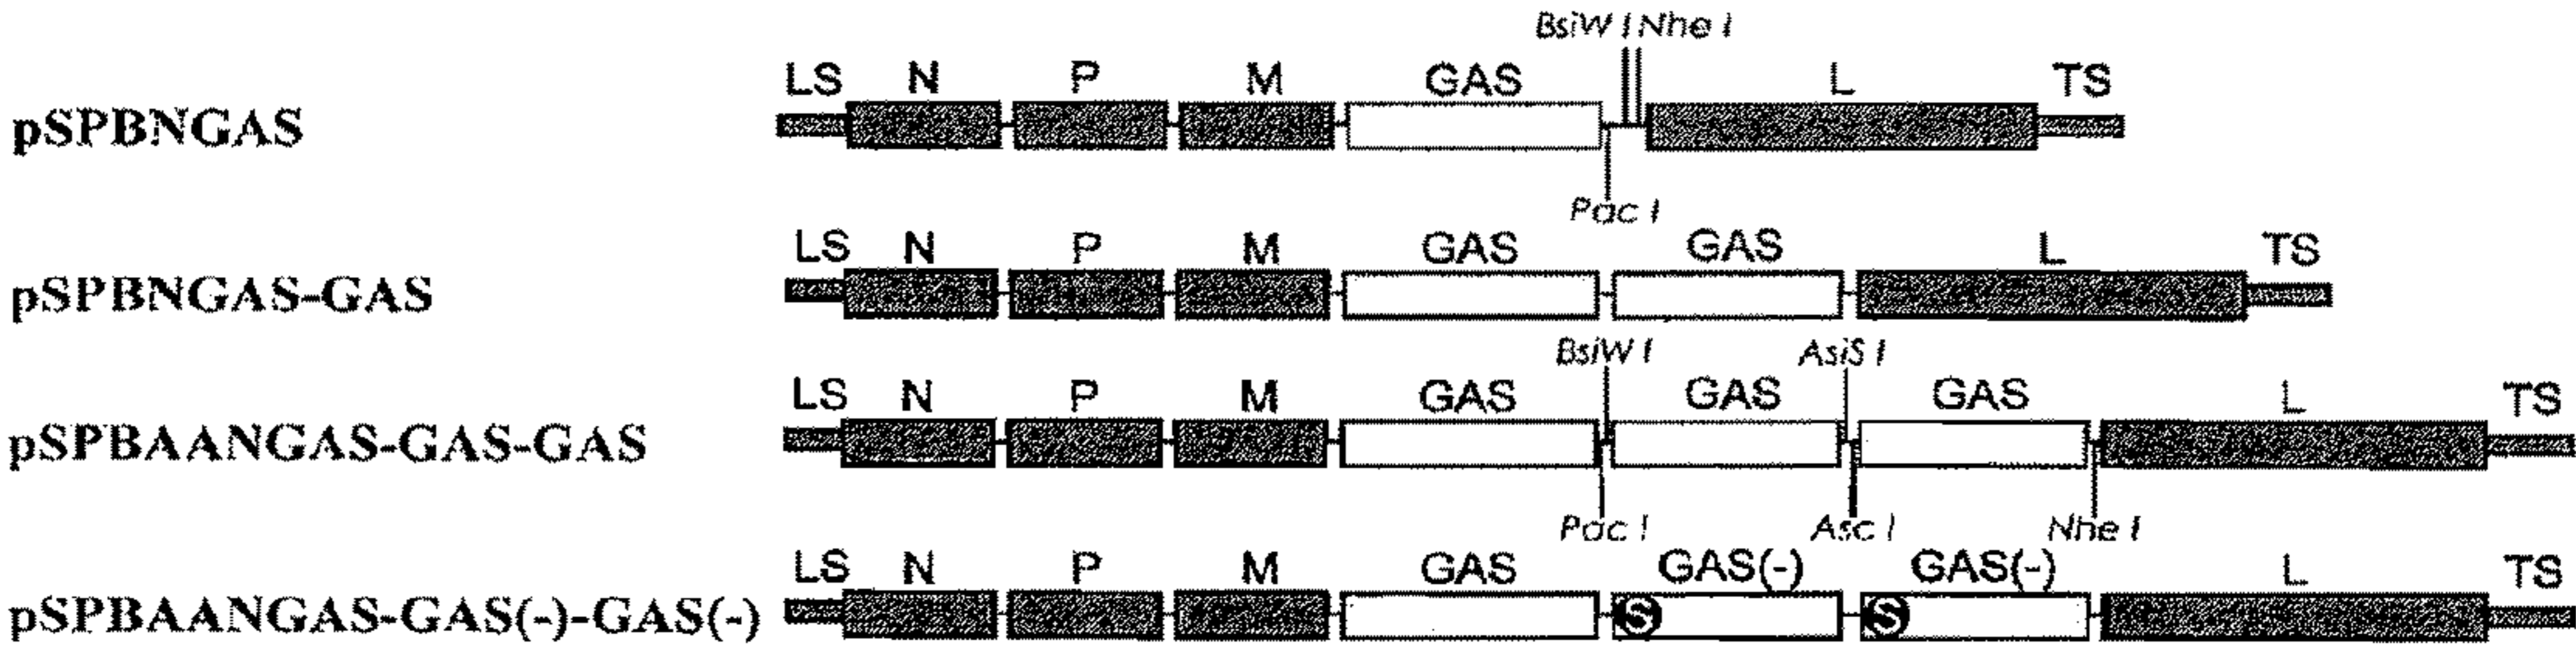 BsiW I Nhe I
LS N P M GAS L TS
pSPBNGAS
Pac I
LS N P M GAS GAS L TS
pSPBNGAS-GAS
BsiW I AsiS I
LS N P M GAS GAS GAS L TS
pSPBAANGAS-GAS-GAS
Pac I Asc I Nhe I
LS N P M GAS GAS(-) GAS(-) L TS
pSPBAANGAS-GAS(-)-GAS(-)
S S